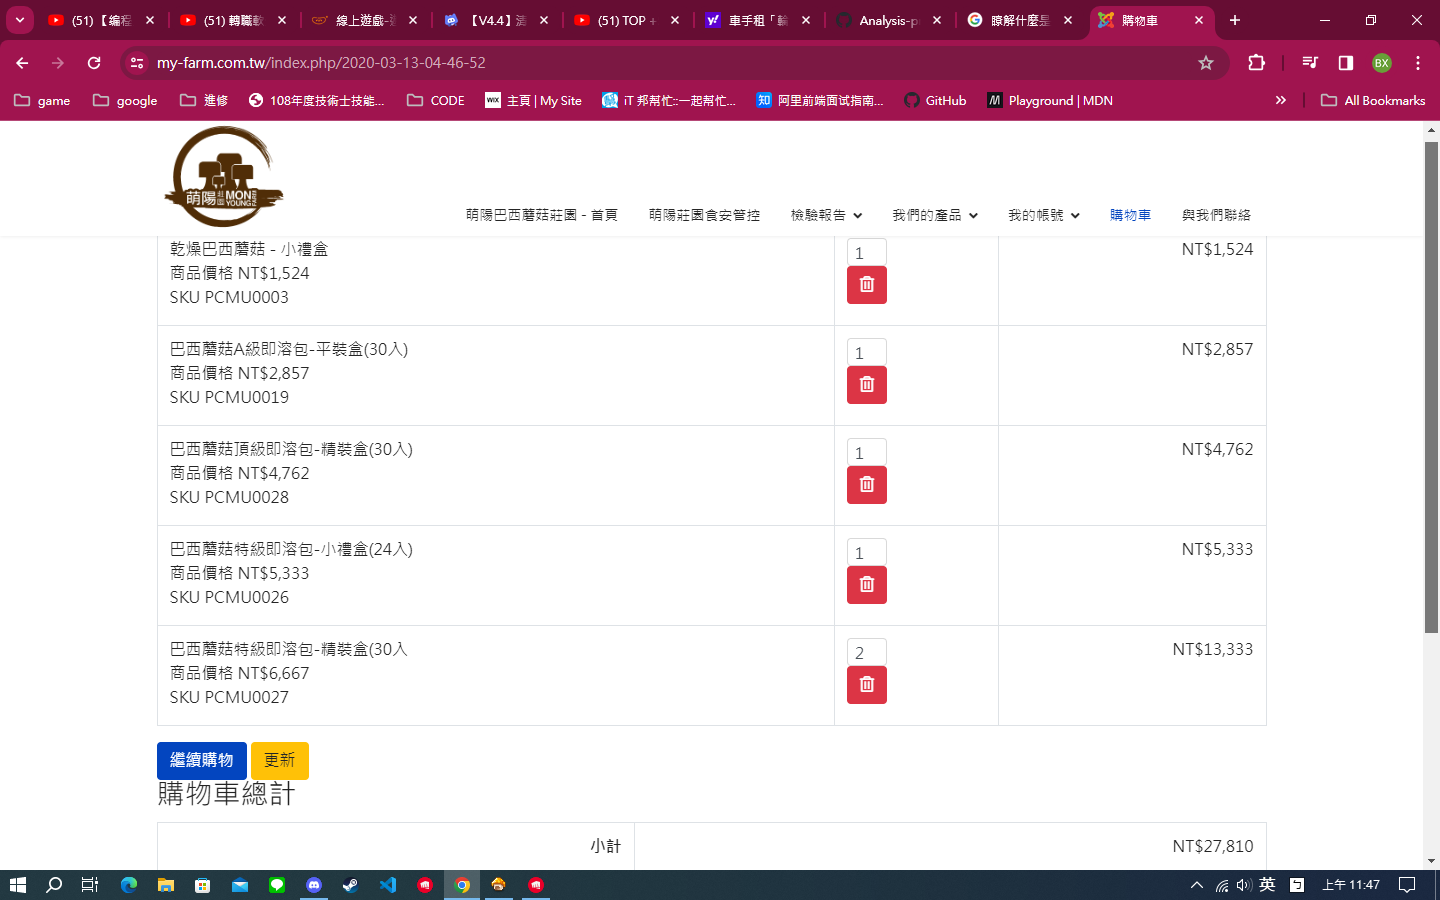 (51)【編程
(51) 轉職軟
線上遊戲-
【V4.4】清
(51) TOP +
車手租「輪
Analysis-pr
瞭解什麼是
購物車
my-farm.com.tw/index.php/2020-03-13-04-46-52
BX
game
google
進修
108年度技術士技能...
CODE
WIX 主頁 | My Site
iT 邦幫忙::一起幫忙...
知 阿里前端面试指南...
GitHub
M Playground | MDN
All Bookmarks
萌陽 莊園 MON YOUNG FARM
萌陽巴西蘑菇莊園 - 首頁
萌陽莊園食安管控
檢驗報告
我們的產品
我的帳號
購物車
與我們聯絡
乾燥巴西蘑菇 - 小禮盒
商品價格 NT$1,524
SKU PCMU0003
1
NT$1,524
巴西蘑菇A級即溶包-平裝盒(30入)
商品價格 NT$2,857
SKU PCMU0019
1
NT$2,857
巴西蘑菇頂級即溶包-精裝盒(30入)
商品價格 NT$4,762
SKU PCMU0028
1
NT$4,762
巴西蘑菇特級即溶包-小禮盒(24入)
商品價格 NT$5,333
SKU PCMU0026
1
NT$5,333
巴西蘑菇特級即溶包-精裝盒(30入
商品價格 NT$6,667
SKU PCMU0027
2
NT$13,333
繼續購物
更新
購物車總計
小計
NT$27,810
英
ㄅ
上午 11:47